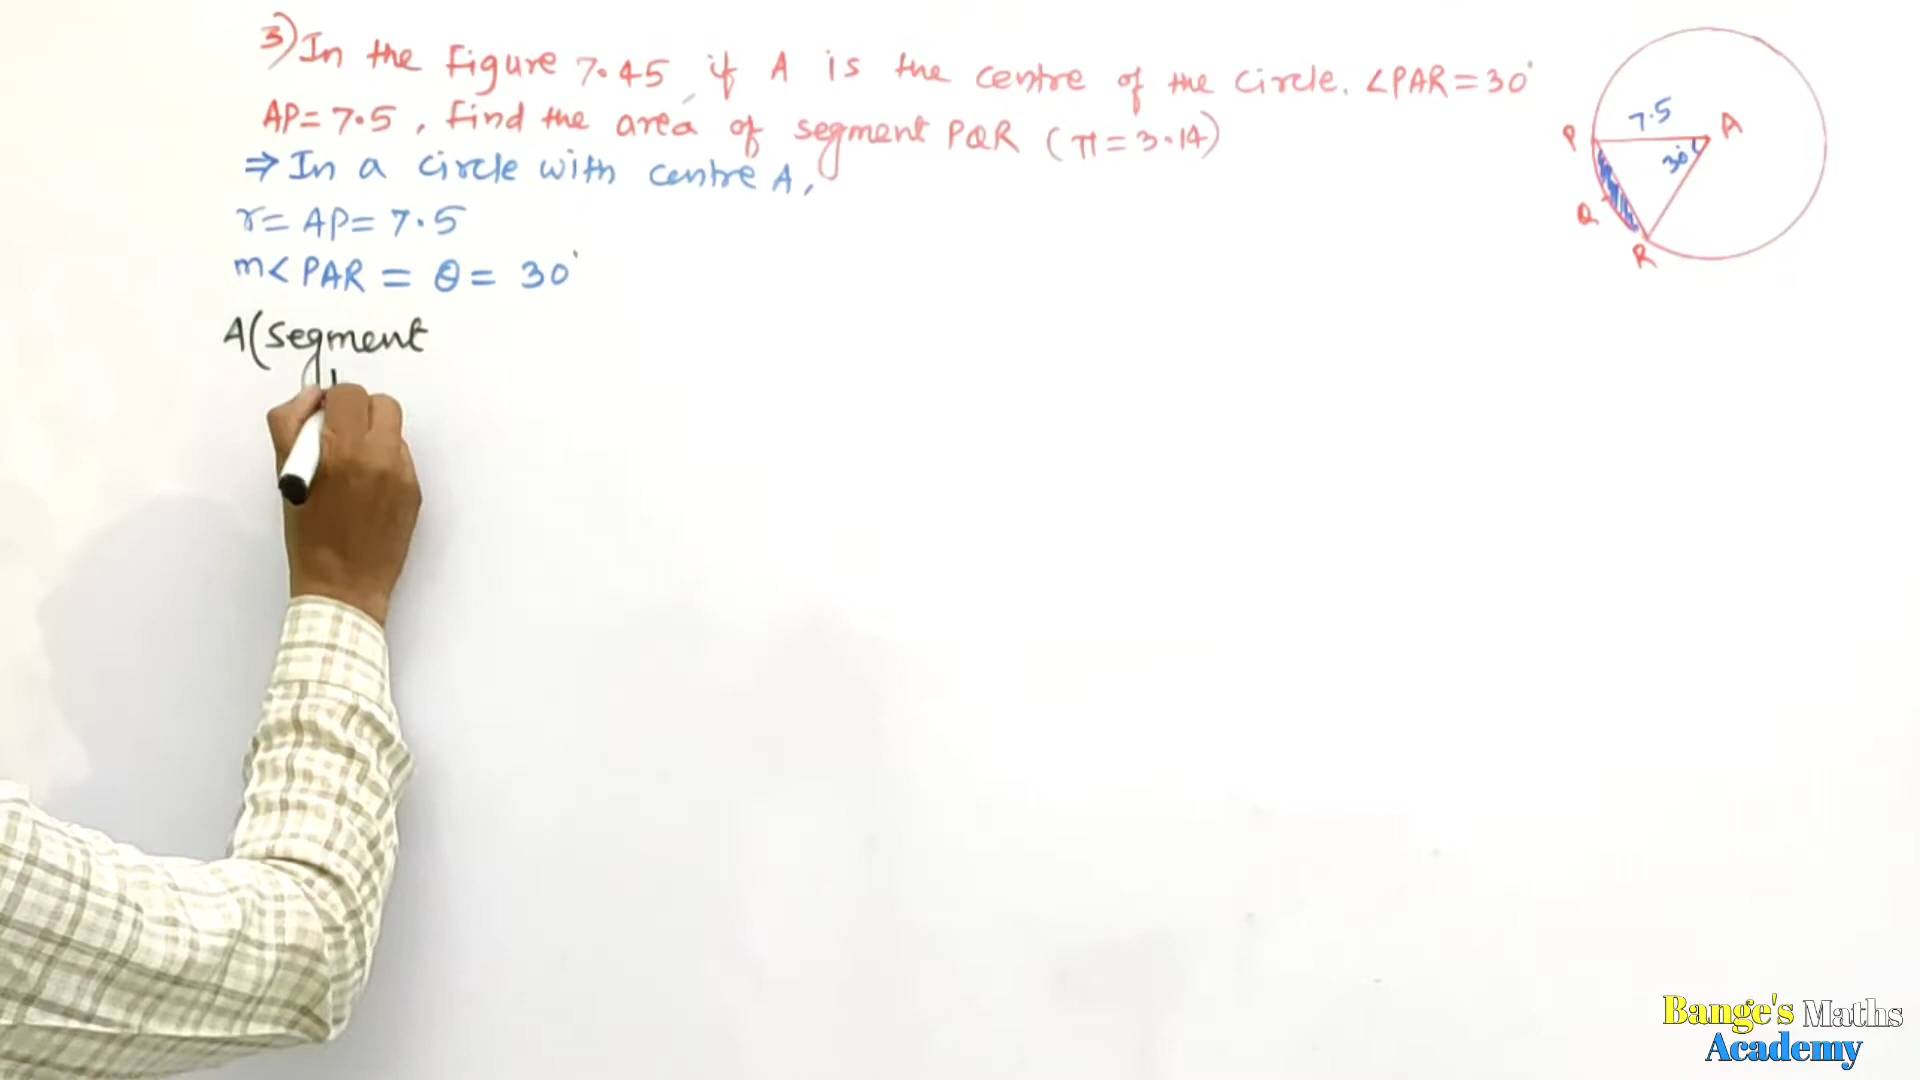 3) In the figure 7.45 if A is the centre of the circle. ∠PAR = 30°
AP = 7.5, find the area of segment PQR (π = 3.14)
⇒ In a circle with centre A,
r = AP = 7.5
m< PAR = θ = 30°
A(segment
7.5
P
A
30°
Q
R
Bange's Maths
Academy